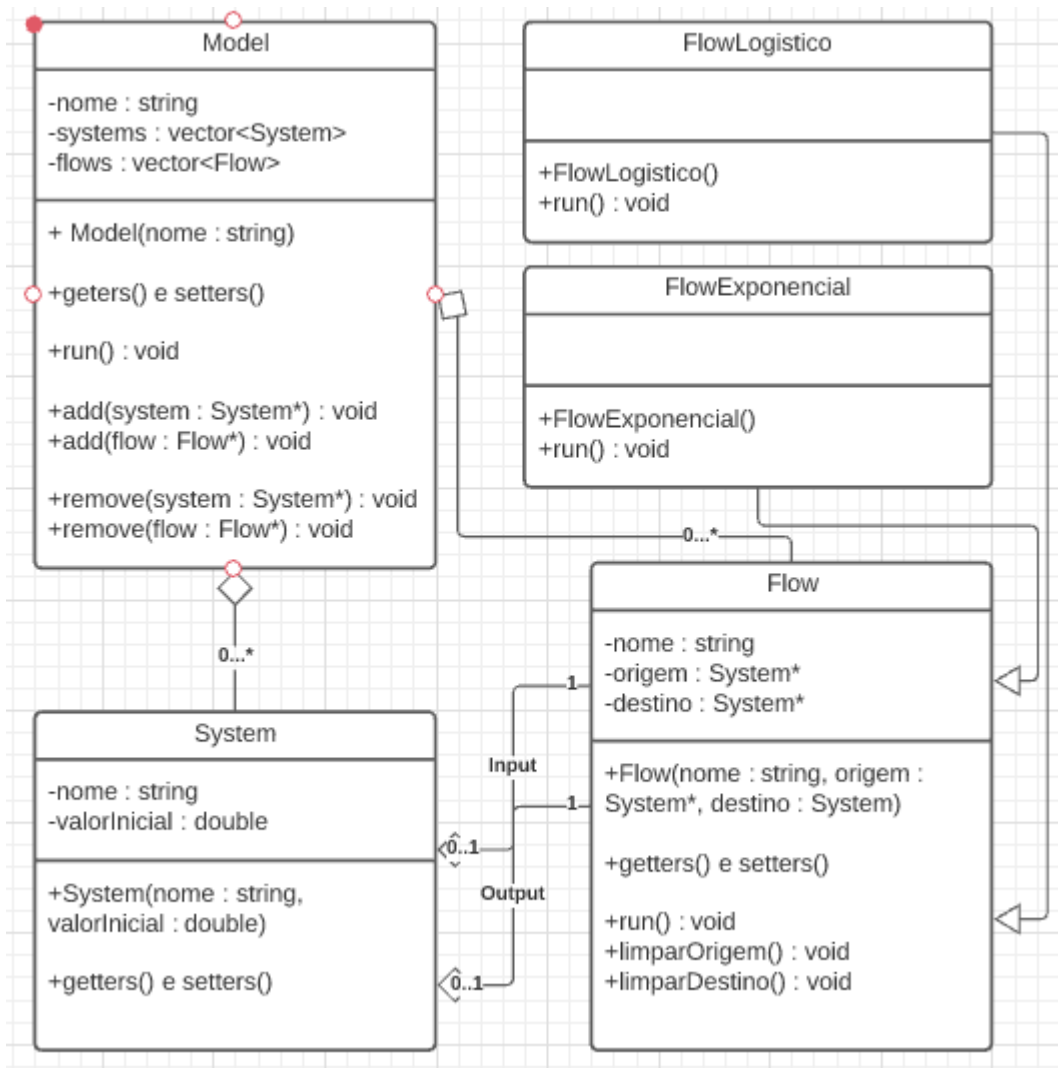 Model
-nome : string
-systems : vector<System>
-flows : vector<Flow>
+ Model(nome : string)
+geters() e setters()
+run() : void
+add(system : System*) : void
+add(flow : Flow*) : void
+remove(system : System*) : void
+remove(flow : Flow*) : void
FlowLogistico
+FlowLogistico()
+run() : void
FlowExponencial
+FlowExponencial()
+run() : void
0...*
0...*
System
-nome : string
-valorInicial : double
+System(nome : string,
valorInicial : double)
+getters() e setters()
1
Input
1
0..1
Output
0..1
Flow
-nome : string
-origem : System*
-destino : System*
+Flow(nome : string, origem :
System*, destino : System)
+getters() e setters()
+run() : void
+limparOrigem() : void
+limparDestino() : void